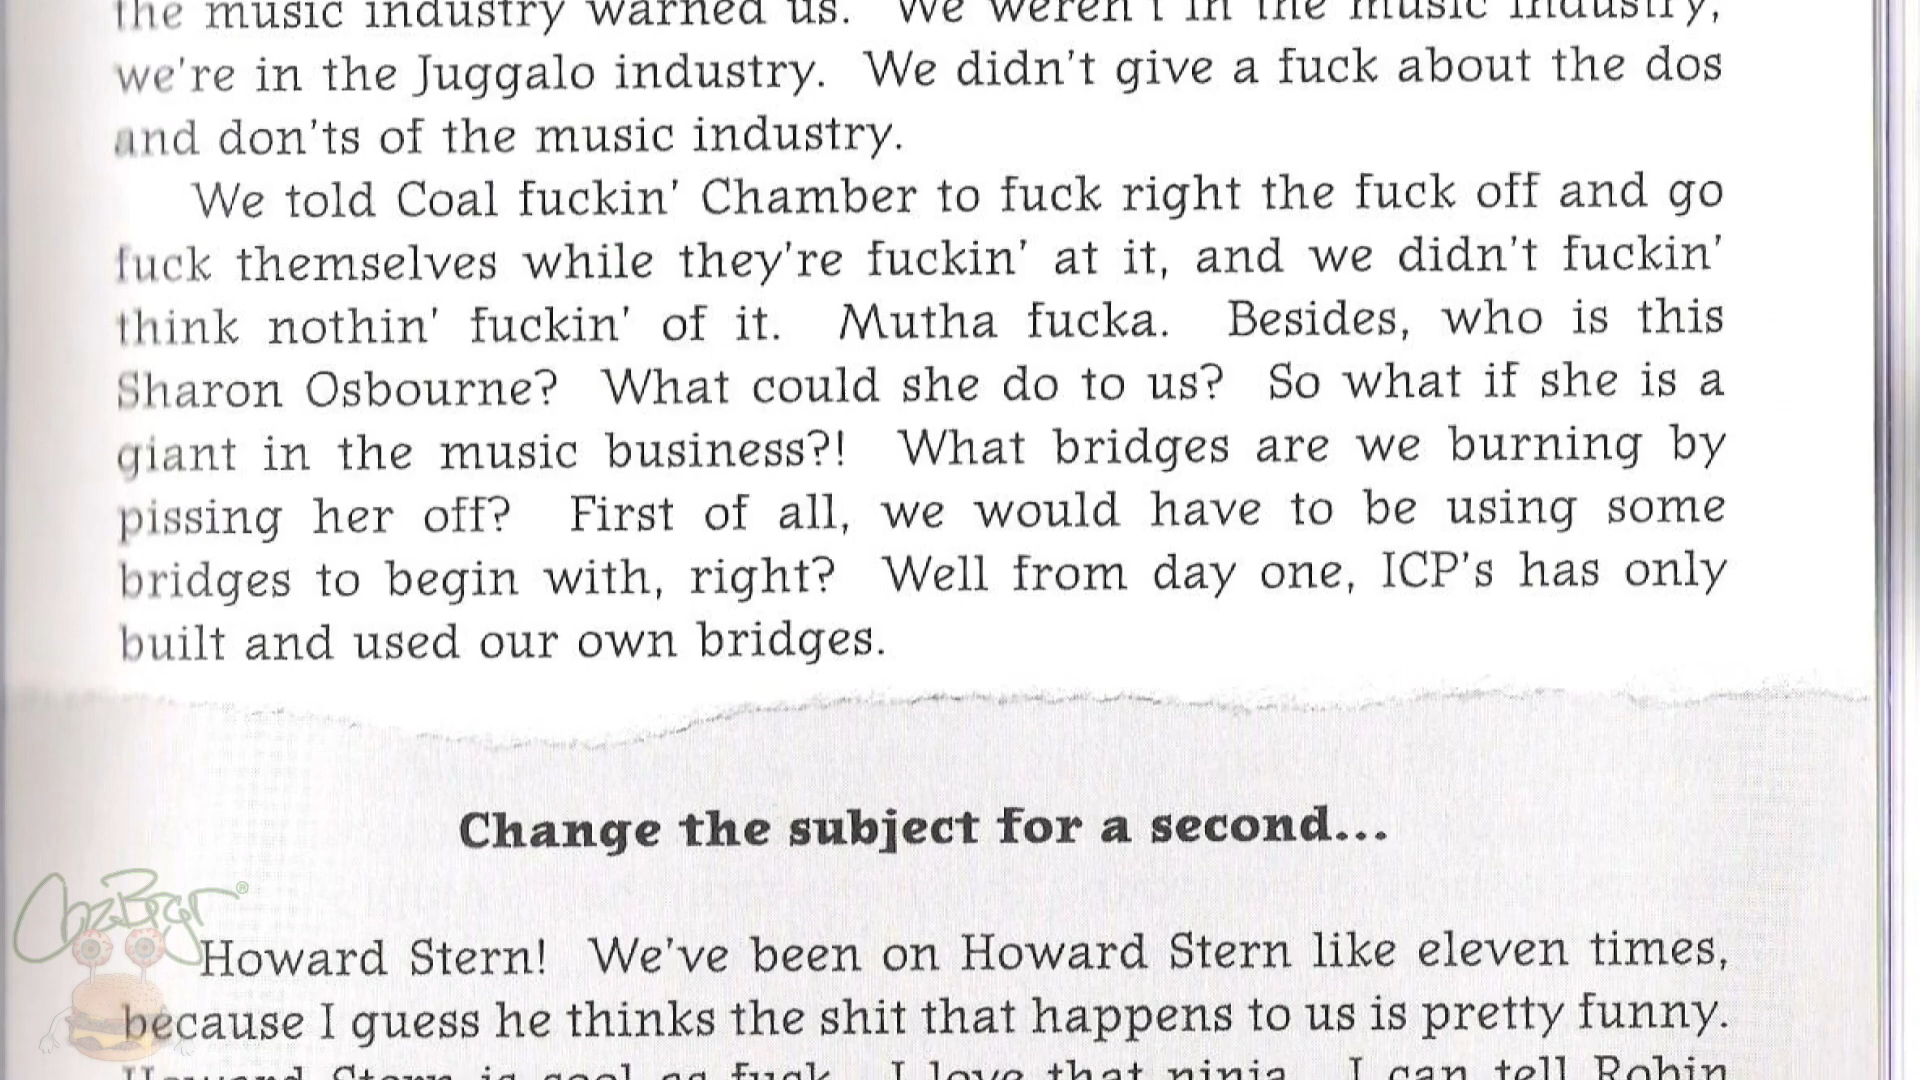 the music industry warned us. We weren't in the music industry,
we're in the Juggalo industry. We didn't give a fuck about the dos
and don'ts of the music industry.
We told Coal fuckin' Chamber to fuck right the fuck off and go
fuck themselves while they're fuckin' at it, and we didn't fuckin'
think nothin' fuckin' of it. Mutha fucka. Besides, who is this
Sharon Osbourne? What could she do to us? So what if she is a
giant in the music business?! What bridges are we burning by
pissing her off? First of all, we would have to be using some
bridges to begin with, right? Well from day one, ICP's has only
built and used our own bridges.
Change the subject for a second...
Howard Stern! We've been on Howard Stern like eleven times,
because I guess he thinks the shit that happens to us is pretty funny.
Howard Stern is cool as fuck. I love that ninja. I can tell Robin